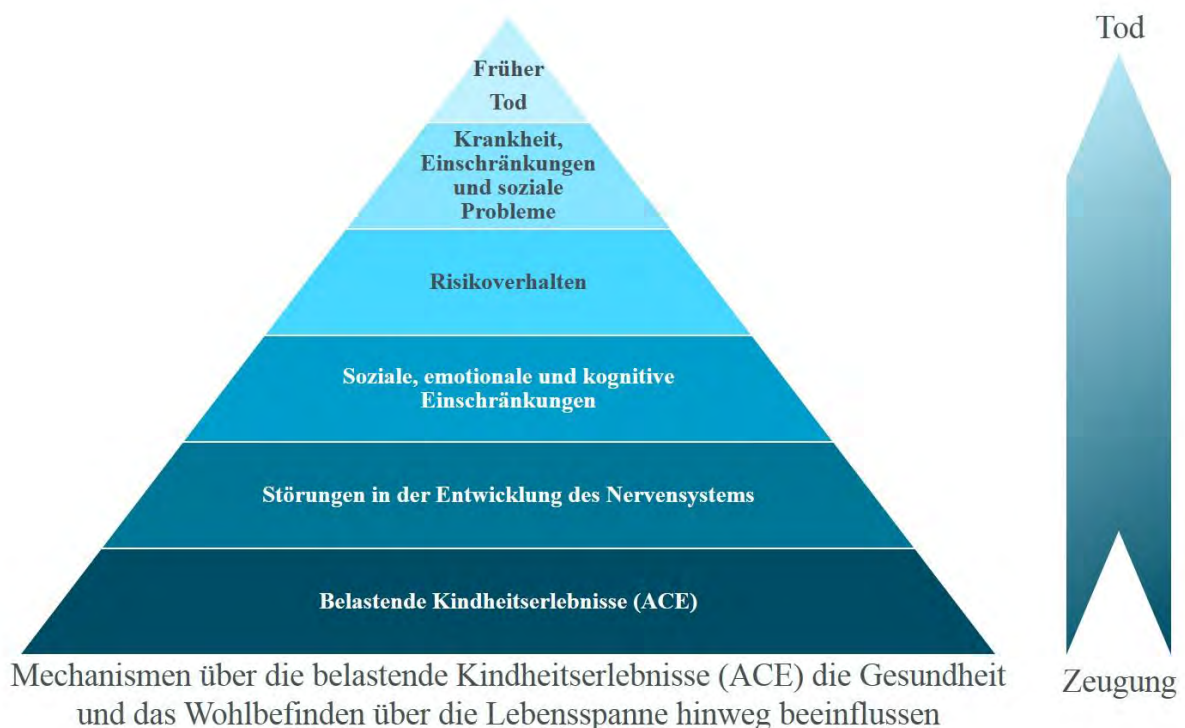 Tod
Früher
Tod
Krankheit,
Einschränkungen
und soziale
Probleme
Risikoverhalten
Soziale, emotionale und kognitive
Einschränkungen
Störungen in der Entwicklung des Nervensystems
Belastende Kindheitserlebnisse (ACE)
Mechanismen über die belastende Kindheitserlebnisse (ACE) die Gesundheit
und das Wohlbefinden über die Lebensspanne hinweg beeinflussen
Zeugung